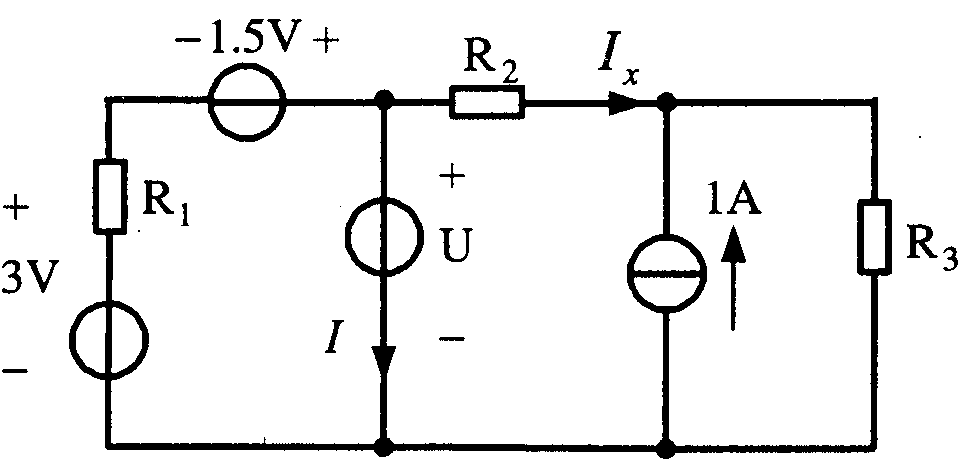 −1.5V +
R2
Ix
+
3V
−
R1
+
U
−
I
1A
R3